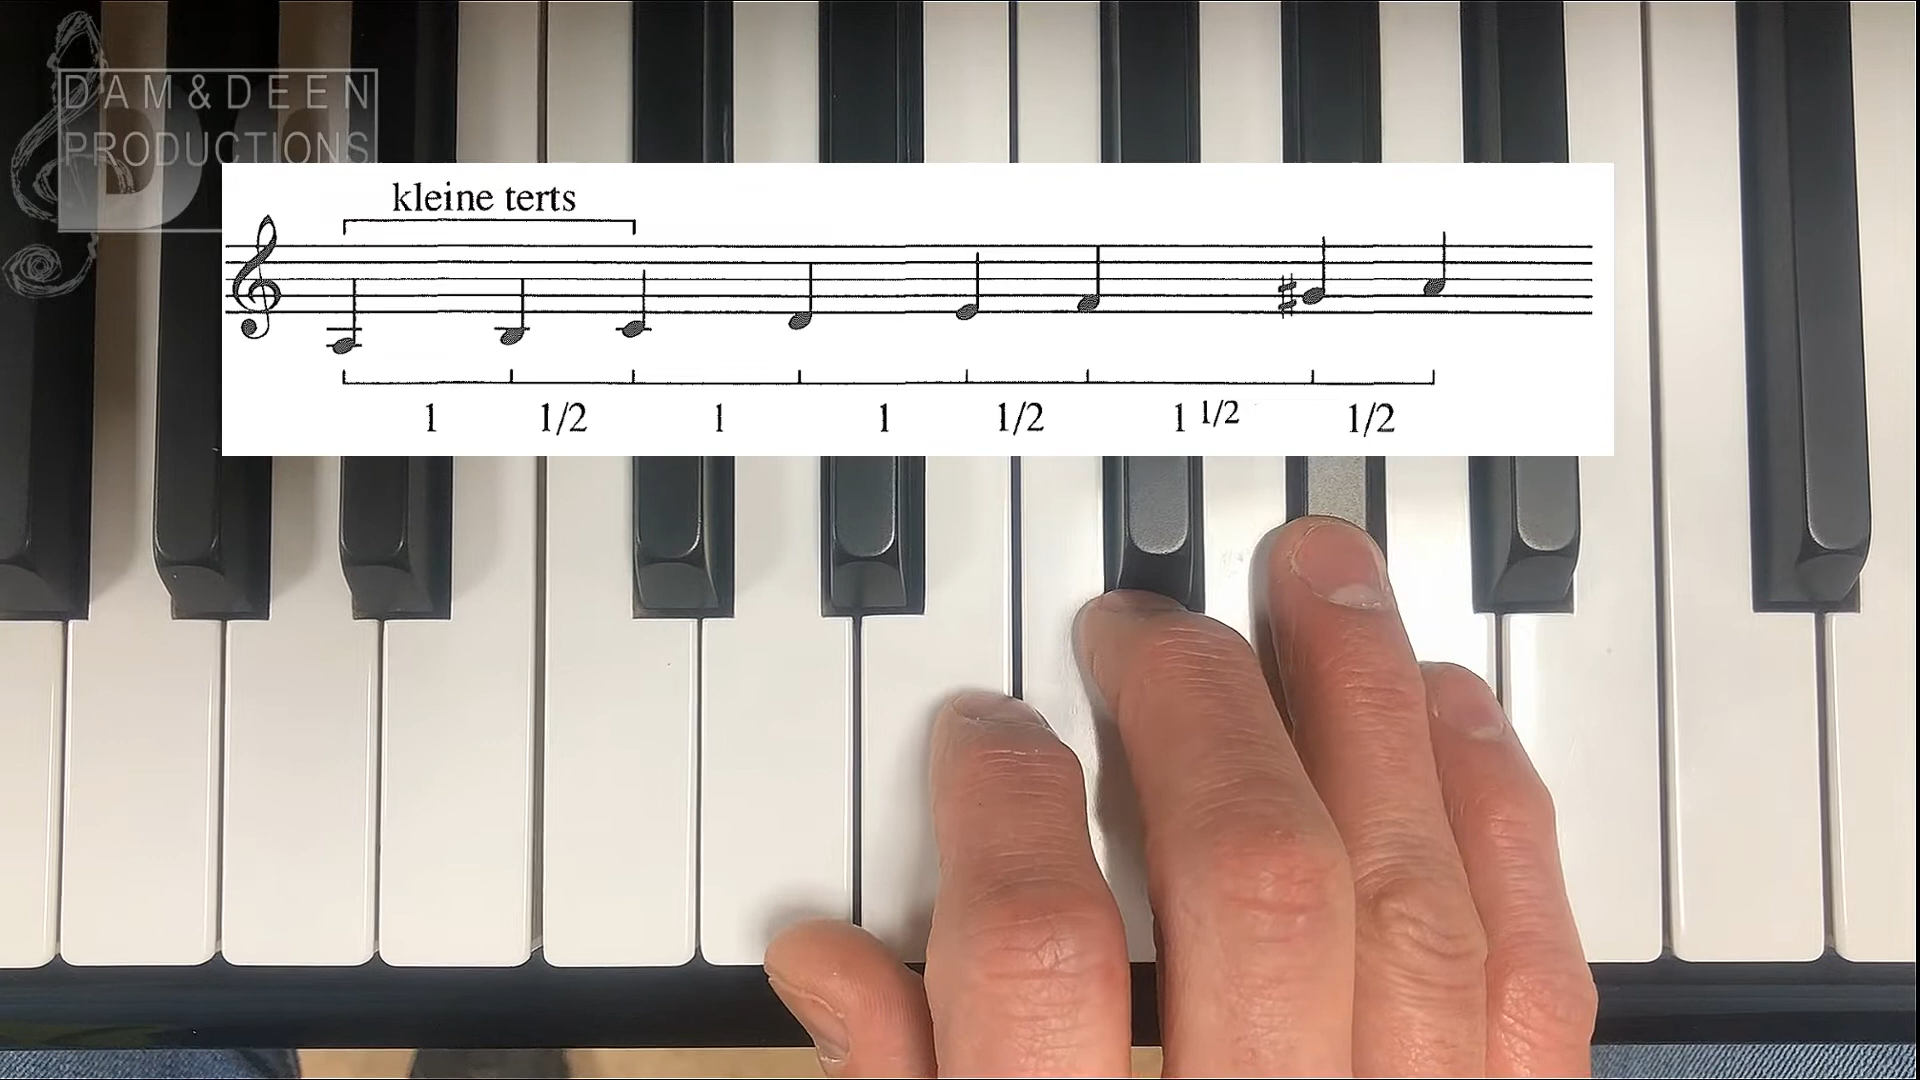 DAM&DEEN
PRODUCTIONS
kleine terts
1 1/2 1 1 1/2 1 1/2 1/2